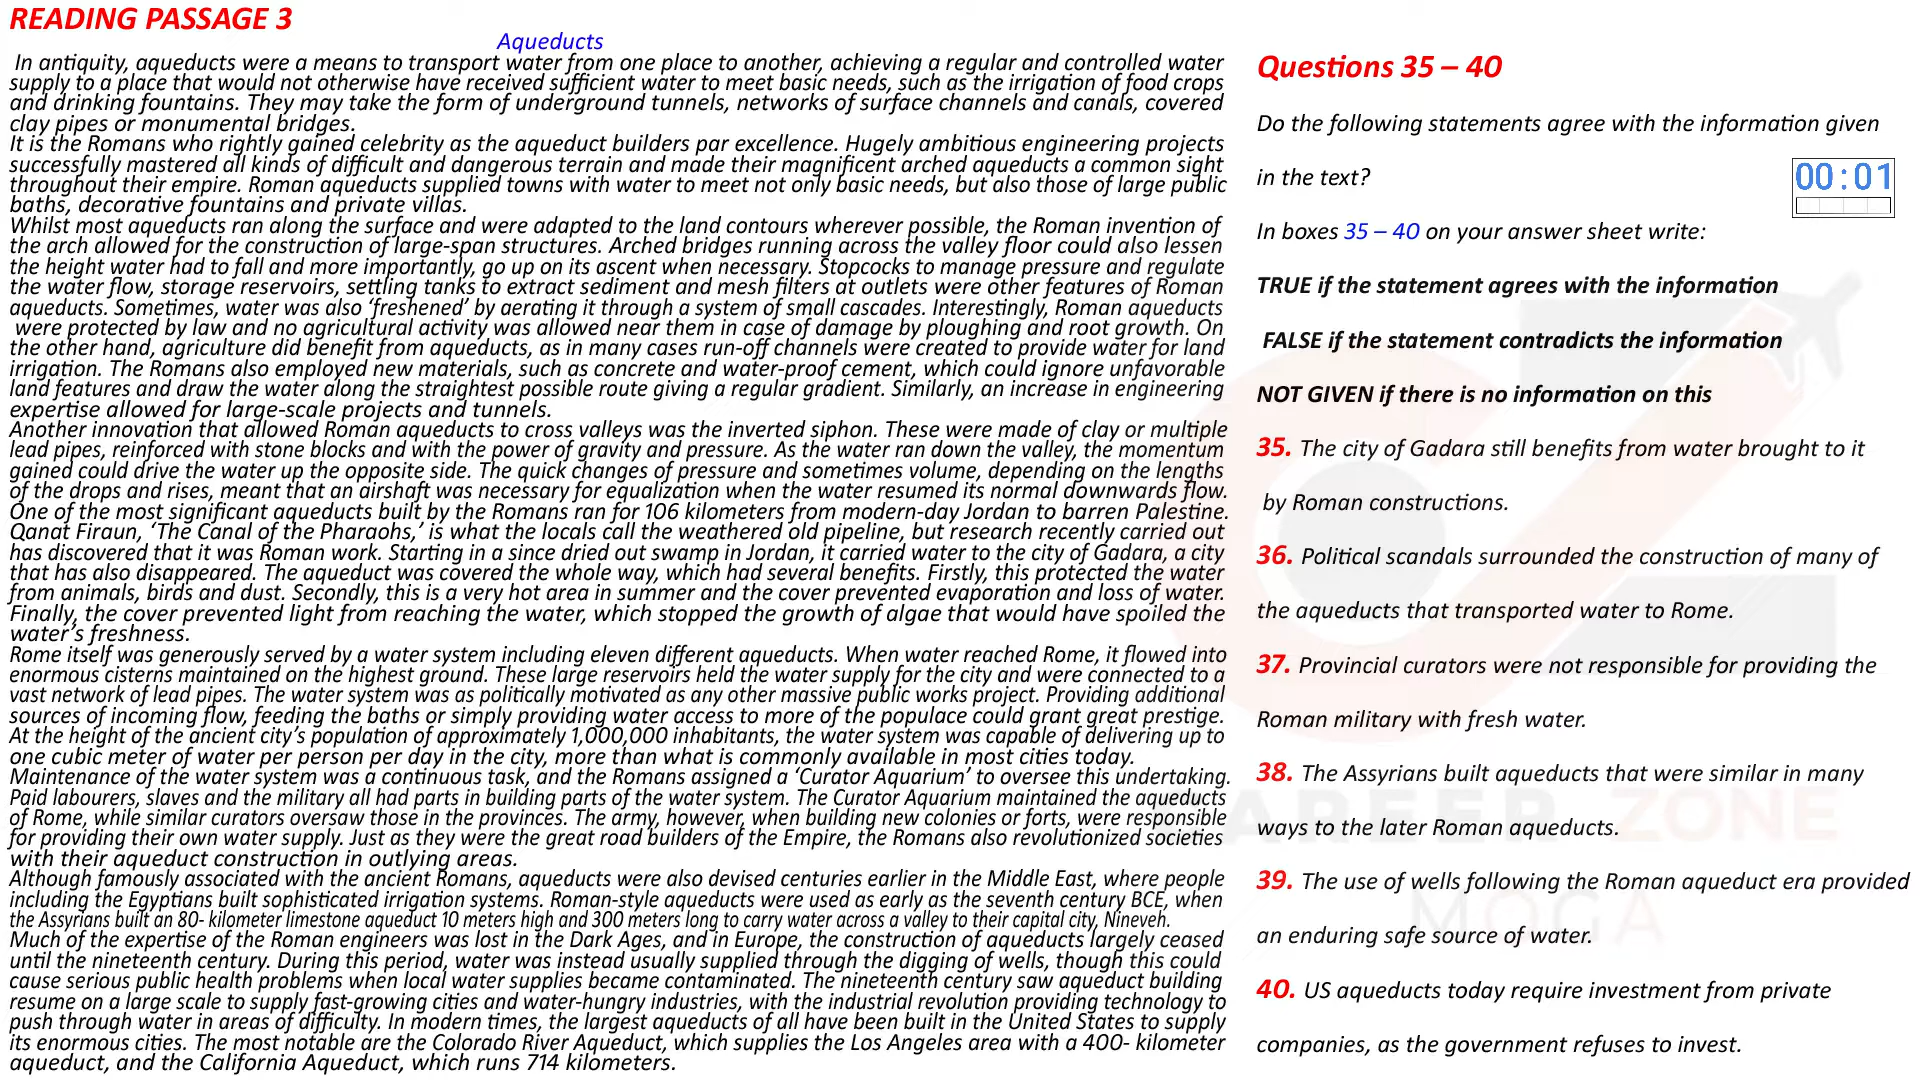 READING PASSAGE 3
Aqueducts
In antiquity, aqueducts were a means to transport water from one place to another, achieving a regular and controlled water
supply to a place that would not otherwise have received sufficient water to meet basic needs, such as the irrigation of food crops
and drinking fountains. They may take the form of underground tunnels, networks of surface channels and canals, covered
clay pipes or monumental bridges.
It is the Romans who rightly gained celebrity as the aqueduct builders par excellence. Hugely ambitious engineering projects
successfully mastered all kinds of difficult and dangerous terrain and made their magnificent arched aqueducts a common sight
throughout their empire. Roman aqueducts supplied towns with water to meet not only basic needs, but also those of large public
baths, decorative fountains and private villas.
Whilst most aqueducts ran along the surface and were adapted to the land contours wherever possible, the Roman invention of
the arch allowed for the construction of large-span structures. Arched bridges running across the valley floor could also lessen
the height water had to fall and more importantly, go up on its ascent when necessary. Stopcocks to manage pressure and regulate
the water flow, storage reservoirs, settling tanks to extract sediment and mesh filters at outlets were other features of Roman
aqueducts. Sometimes, water was also ‘freshened’ by aerating it through a system of small cascades. Interestingly, Roman aqueducts
were protected by law and no agricultural activity was allowed near them in case of damage by ploughing and root growth. On
the other hand, agriculture did benefit from aqueducts, as in many cases run-off channels were created to provide water for land
irrigation. The Romans also employed new materials, such as concrete and water-proof cement, which could ignore unfavorable
land features and draw the water along the straightest possible route giving a regular gradient. Similarly, an increase in engineering
expertise allowed for large-scale projects and tunnels.
Another innovation that allowed Roman aqueducts to cross valleys was the inverted siphon. These were made of clay or multiple
lead pipes, reinforced with stone blocks and with the power of gravity and pressure. As the water ran down the valley, the momentum
gained could drive the water up the opposite side. The quick changes of pressure and sometimes volume, depending on the lengths
of the drops and rises, meant that an airshaft was necessary for equalization when the water resumed its normal downwards flow.
One of the most significant aqueducts built by the Romans ran for 106 kilometers from modern-day Jordan to barren Palestine.
Qanat Firaun, ‘The Canal of the Pharaohs,’ is what the locals call the weathered old pipeline, but research recently carried out
has discovered that it was Roman work. Starting in a since dried out swamp in Jordan, it carried water to the city of Gadara, a city
that has also disappeared. The aqueduct was covered the whole way, which had several benefits. Firstly, this protected the water
from animals, birds and dust. Secondly, this is a very hot area in summer and the cover prevented evaporation and loss of water.
Finally, the cover prevented light from reaching the water, which stopped the growth of algae that would have spoiled the
water’s freshness.
Rome itself was generously served by a water system including eleven different aqueducts. When water reached Rome, it flowed into
enormous cisterns maintained on the highest ground. These large reservoirs held the water supply for the city and were connected to a
vast network of lead pipes. The water system was as politically motivated as any other massive public works project. Providing additional
sources of incoming flow, feeding the baths or simply providing water access to more of the populace could grant great prestige.
At the height of the ancient city’s population of approximately 1,000,000 inhabitants, the water system was capable of delivering up to
one cubic meter of water per person per day in the city, more than what is commonly available in most cities today.
Maintenance of the water system was a continuous task, and the Romans assigned a ‘Curator Aquarium’ to oversee this undertaking.
Paid labourers, slaves and the military all had parts in building parts of the water system. The Curator Aquarium maintained the aqueducts
of Rome, while similar curators oversaw those in the provinces. The army, however, when building new colonies or forts, were responsible
for providing their own water supply. Just as they were the great road builders of the Empire, the Romans also revolutionized societies
with their aqueduct construction in outlying areas.
Although famously associated with the ancient Romans, aqueducts were also devised centuries earlier in the Middle East, where people
including the Egyptians built sophisticated irrigation systems. Roman-style aqueducts were used as early as the seventh century BCE, when
the Assyrians built an 80- kilometer limestone aqueduct 10 meters high and 300 meters long to carry water across a valley to their capital city, Nineveh.
Much of the expertise of the Roman engineers was lost in the Dark Ages, and in Europe, the construction of aqueducts largely ceased
until the nineteenth century. During this period, water was instead usually supplied through the digging of wells, though this could
cause serious public health problems when local water supplies became contaminated. The nineteenth century saw aqueduct building
resume on a large scale to supply fast-growing cities and water-hungry industries, with the industrial revolution providing technology to
push through water in areas of difficulty. In modern times, the largest aqueducts of all have been built in the United States to supply
its enormous cities. The most notable are the Colorado River Aqueduct, which supplies the Los Angeles area with a 400- kilometer
aqueduct, and the California Aqueduct, which runs 714 kilometers.
Questions 35 – 40
Do the following statements agree with the information given
in the text?
00:01
In boxes 35 – 40 on your answer sheet write:
TRUE if the statement agrees with the information
FALSE if the statement contradicts the information
NOT GIVEN if there is no information on this
35. The city of Gadara still benefits from water brought to it
by Roman constructions.
36. Political scandals surrounded the construction of many of
the aqueducts that transported water to Rome.
37. Provincial curators were not responsible for providing the
Roman military with fresh water.
38. The Assyrians built aqueducts that were similar in many
ways to the later Roman aqueducts.
39. The use of wells following the Roman aqueduct era provided
an enduring safe source of water.
40. US aqueducts today require investment from private
companies, as the government refuses to invest.
CAREER ZONE
MOGA